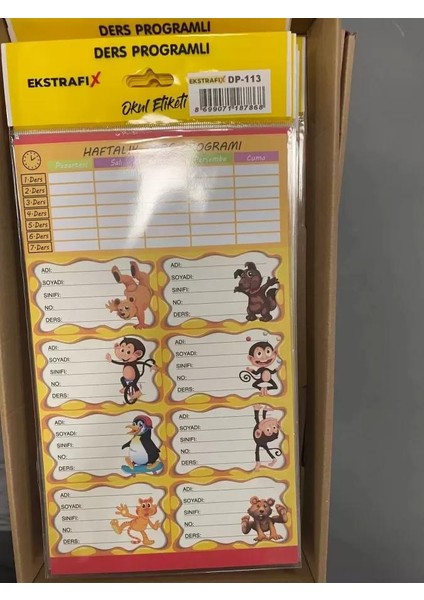 DERS PROGRAMLI
DERS PROGRAMLI
EKSTRAFIX
EKSTRAFIX DP-113
Okul Etiketi
8 699071 187868
HAFTALIK PROGRAMI
Pazartesi Salı Cuma
1-Ders
2-Ders
3-Ders
4-Ders
5-Ders
6-Ders
7-Ders
ADI:
SOYADI:
SINIFI:
NO:
DERS:
ADI:
SOYADI:
SINIFI:
NO:
DERS:
ADI:
SOYADI:
SINIFI:
NO:
DERS:
ADI:
SOYADI:
SINIFI:
NO:
DERS:
ADI:
SOYADI:
SINIFI:
NO:
DERS:
ADI:
SOYADI:
SINIFI:
NO:
DERS:
ADI:
SOYADI:
SINIFI:
NO:
DERS:
ADI:
SOYADI:
SINIFI:
NO:
DERS: